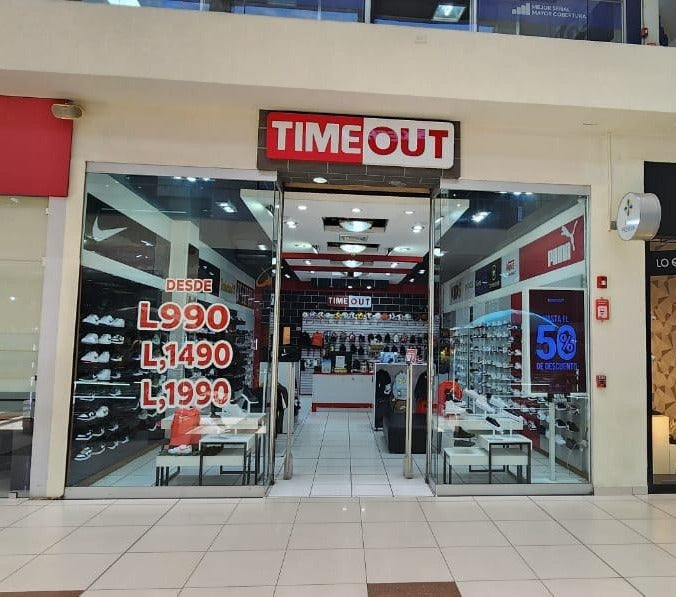 MEJOR SEÑAL
MAYOR COBERTURA
TIMEOUT
PUMA
DESDE
L990
L,1490
L,1990
TIMEOUT
HASTA EL
50%
DE DESCUENTO
LO